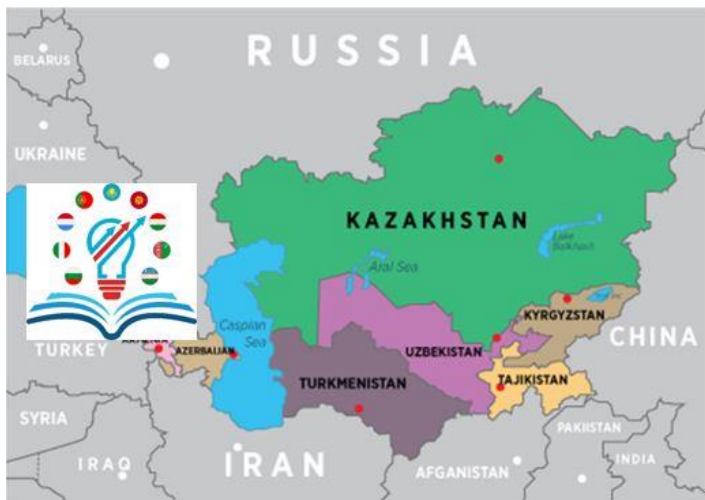 RUSSIA
BELARUS
UKRAINE
KAZAKHSTAN
Lake Balkhash
Aral Sea
Caspian
Sea
KYRGYZSTAN
CHINA
TURKEY
AZERBAIJAN
UZBEKISTAN
TURKMENISTAN
TAJIKISTAN
SYRIA
IRAQ
IRAN
AFGANISTAN
PAKIISTAN
INDIA